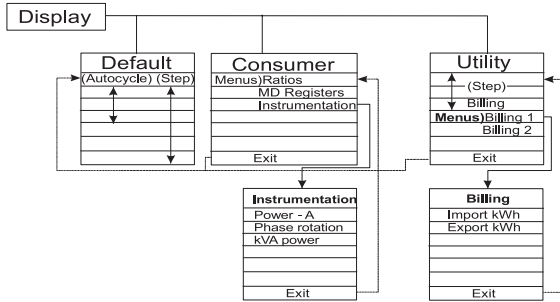 Display
Default
(Autocycle) (Step)
Consumer
Menus)Ratios
MD Registers
Instrumentation
Exit
Utility
(Step)
Billing
Menus)Billing 1
Billing 2
Exit
Instrumentation
Power - A
Phase rotation
kVA power
Exit
Billing
Import kWh
Export kWh
Exit